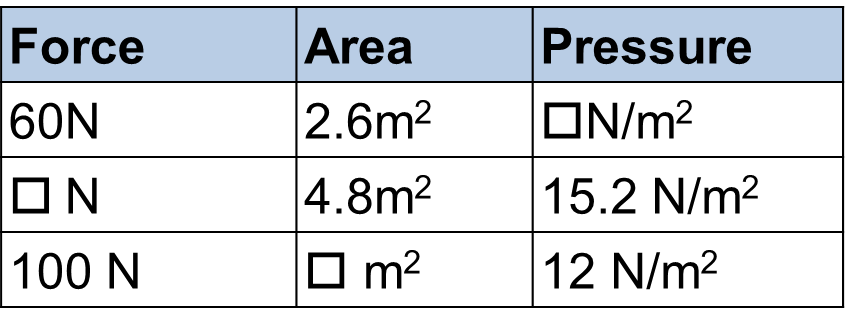 Force Area Pressure
60N 2.6m² □N/m²
□ N 4.8m² 15.2 N/m²
100 N □ m² 12 N/m²